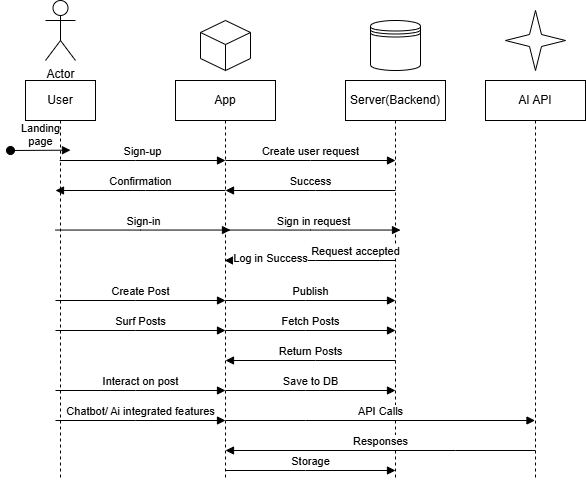 Actor
User
App
Server(Backend)
AI API
Landing
page
Sign-up
Create user request
Confirmation
Success
Sign-in
Sign in request
Request accepted
Log in Success
Create Post
Publish
Surf Posts
Fetch Posts
Return Posts
Interact on post
Save to DB
Chatbot/ Ai integrated features
API Calls
Responses
Storage